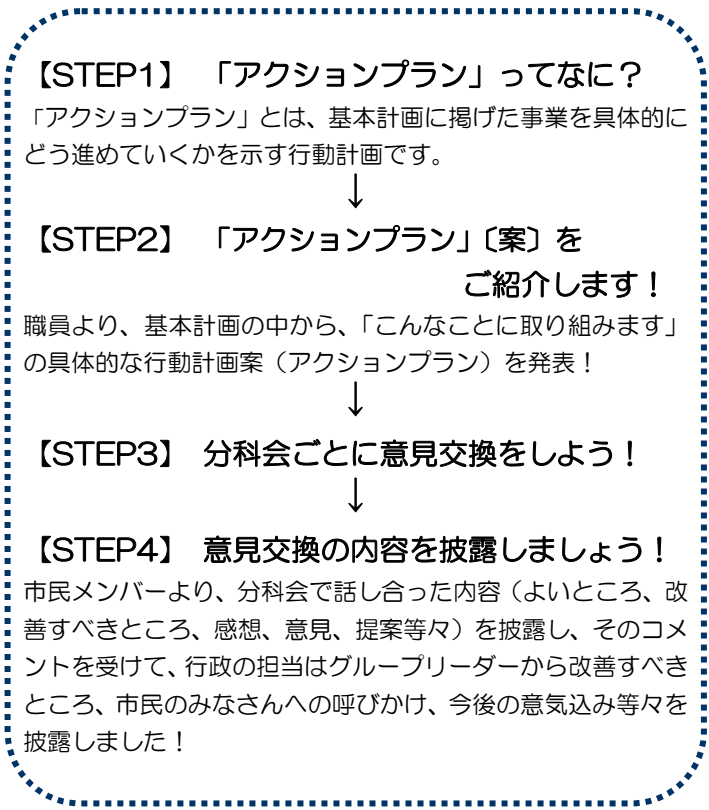 【STEP1】　「アクションプラン」ってなに？
「アクションプラン」とは、基本計画に掲げた事業を具体的に
どう進めていくかを示す行動計画です。
↓
【STEP2】　「アクションプラン」〔案〕を
ご紹介します！
職員より、基本計画の中から、「こんなことに取り組みます」
の具体的な行動計画案（アクションプラン）を発表！
↓
【STEP3】　分科会ごとに意見交換をしよう！
↓
【STEP4】　意見交換の内容を披露しましょう！
市民メンバーより、分科会で話し合った内容（よいところ、改
善すべきところ、感想、意見、提案等々）を披露し、そのコメ
ントを受けて、行政の担当はグループリーダーから改善すべき
ところ、市民のみなさんへの呼びかけ、今後の意気込み等々を
披露しました！